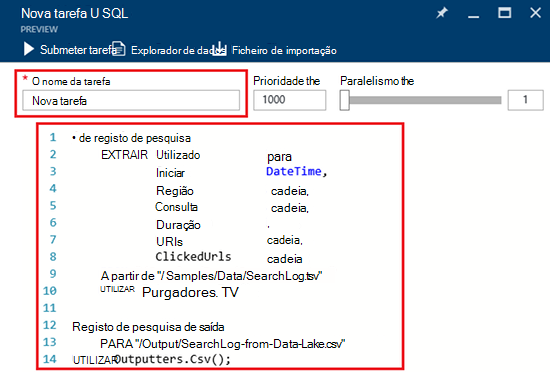 Nova tarefa U SQL
PREVIEW
Submeter tarefa Explorador de dados Ficheiro de importação
* O nome da tarefa Prioridade the Paralelismo the
Nova tarefa 1000 1
1 • de registo de pesquisa
2 EXTRAIR Utilizado para
3 Iniciar DateTime,
4 Região cadeia,
5 Consulta cadeia,
6 Duração ,
7 URIs cadeia,
8 ClickedUrls cadeia
9 A partir de "/ Samples/Data/SearchLog.tsv"
10 UTILIZAR Purgadores. TV
11
12 Registo de pesquisa de saída
13 PARA "/Output/SearchLog-from-Data-Lake.csv"
14 UTILIZAR Outputters.Csv();